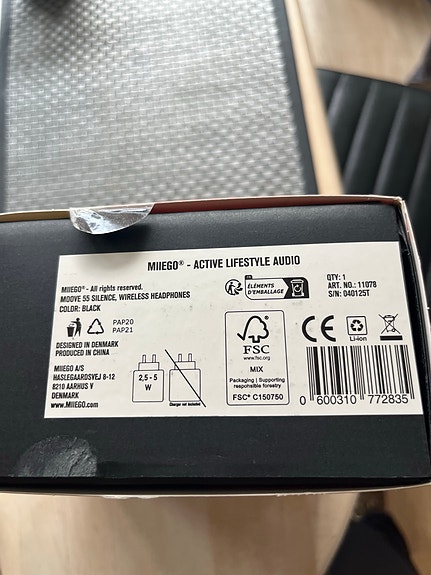 MIIEGO® - ACTIVE LIFESTYLE AUDIO
MIIEGO® - All rights reserved.
MOOVE 55 SILENCE, WIRELESS HEADPHONES
COLOR: BLACK
PAP20
PAP21
DESIGNED IN DENMARK
PRODUCED IN CHINA
MIIEGO A/S
HASLEGAARDSVEJ 8-12
8210 AARHUS V
DENMARK
WWW.MIIEGO.com
2,5 - 5
W
Charger not included
FR
ÉLÉMENTS
D'EMBALLAGE
FSC
www.fsc.org
MIX
Packaging | Supporting
responsible forestry
FSC® C150750
QTY: 1
ART. NO.: 11078
S/N: 040125T
CE
Li-ion
0 600310 772835